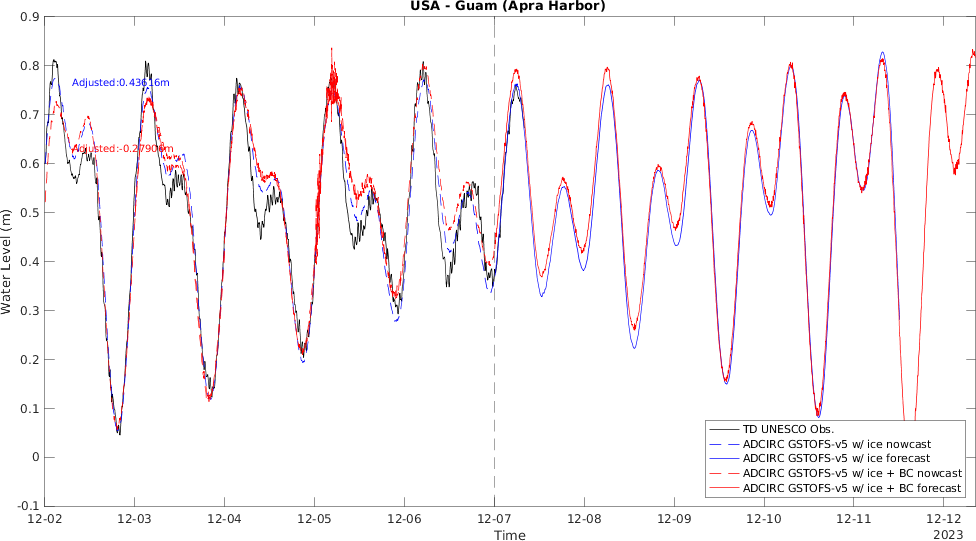 USA - Guam (Apra Harbor)
0.9
0.8
0.7
0.6
0.5
0.4
0.3
0.2
0.1
0
-0.1
Water Level (m)
Adjusted:0.43616m
TD UNESCO Obs.
ADCIRC GSTOFS-v5 w/ ice nowcast
ADCIRC GSTOFS-v5 w/ ice forecast
ADCIRC GSTOFS-v5 w/ ice + BC nowcast
ADCIRC GSTOFS-v5 w/ ice + BC forecast
12-02 12-03 12-04 12-05 12-06 12-07 12-08 12-09 12-10 12-11 12-12
2023
Time